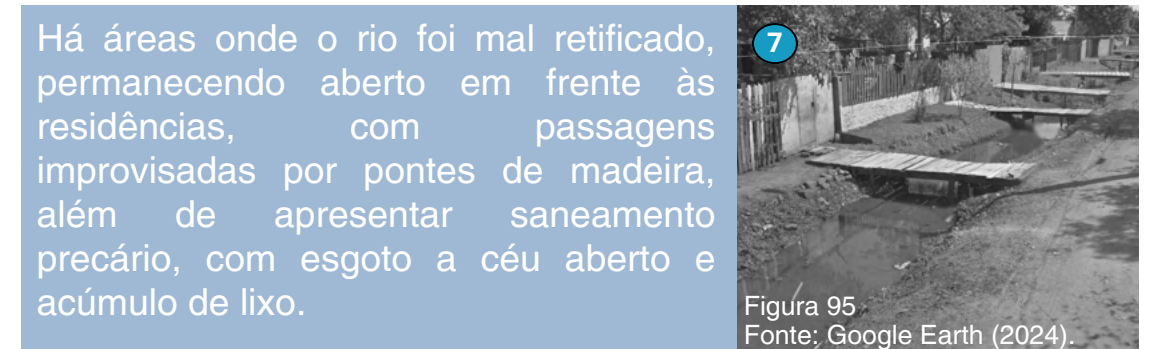 Há áreas onde o rio foi mal retificado,
permanecendo aberto em frente às
residências, com passagens
improvisadas por pontes de madeira,
além de apresentar saneamento
precário, com esgoto a céu aberto e
acúmulo de lixo.
7
Figura 95
Fonte: Google Earth (2024).